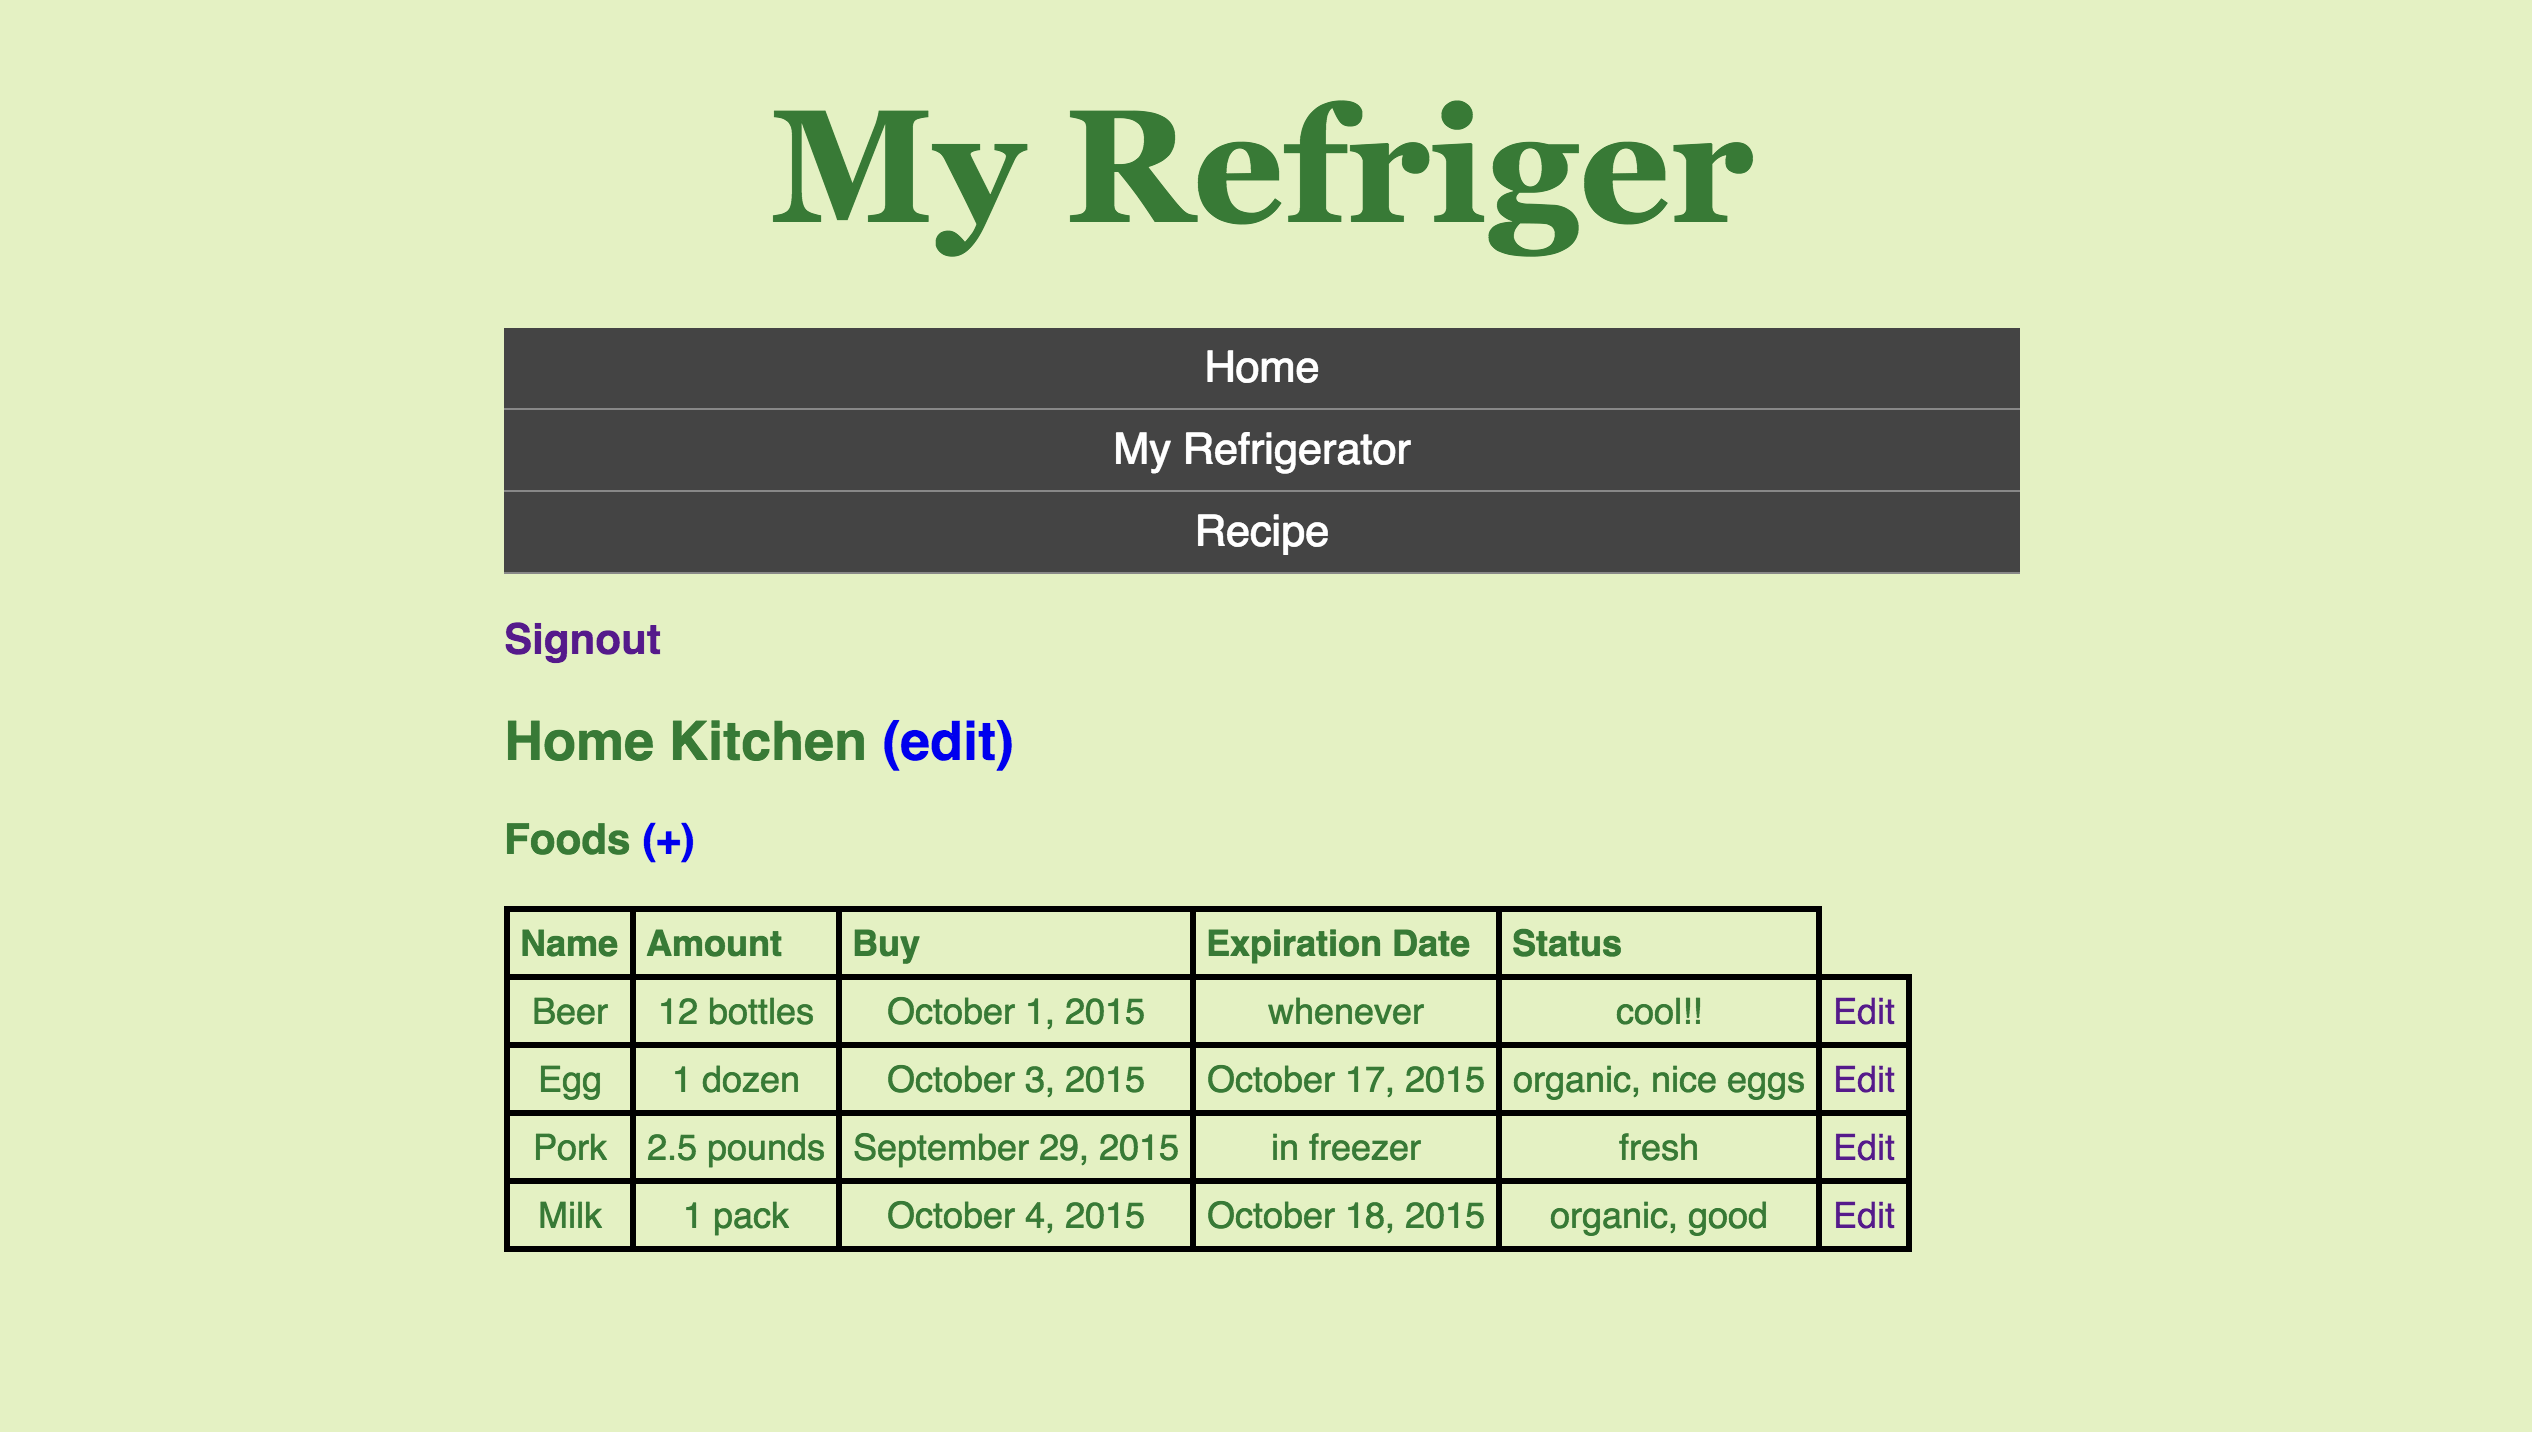 My Refriger
Home
My Refrigerator
Recipe
Signout
Home Kitchen (edit)
Foods (+)
Name Amount Buy Expiration Date Status
Beer 12 bottles October 1, 2015 whenever cool!! Edit
Egg 1 dozen October 3, 2015 October 17, 2015 organic, nice eggs Edit
Pork 2.5 pounds September 29, 2015 in freezer fresh Edit
Milk 1 pack October 4, 2015 October 18, 2015 organic, good Edit